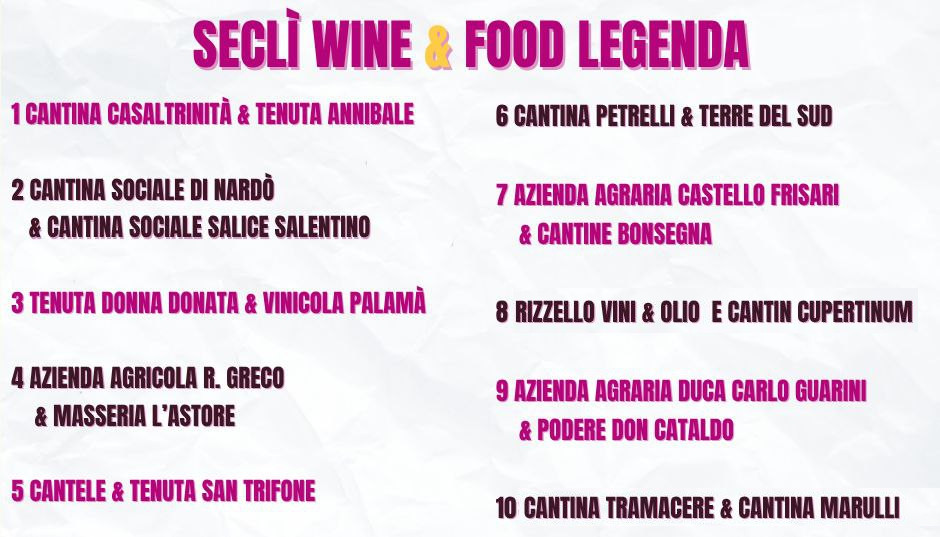 SECLÌ WINE & FOOD LEGENDA
1 CANTINA CASALTRINITÀ & TENUTA ANNIBALE
2 CANTINA SOCIALE DI NARDÒ
& CANTINA SOCIALE SALICE SALENTINO
3 TENUTA DONNA DONATA & VINICOLA PALAMÀ
4 AZIENDA AGRICOLA R. GRECO
& MASSERIA L’ASTORE
5 CANTELE & TENUTA SAN TRIFONE
6 CANTINA PETRELLI & TERRE DEL SUD
7 AZIENDA AGRARIA CASTELLO FRISARI
& CANTINE BONSEGNA
8 RIZZELLO VINI & OLIO E CANTIN CUPERTINUM
9 AZIENDA AGRARIA DUCA CARLO GUARINI
& PODERE DON CATALDO
10 CANTINA TRAMACERE & CANTINA MARULLI